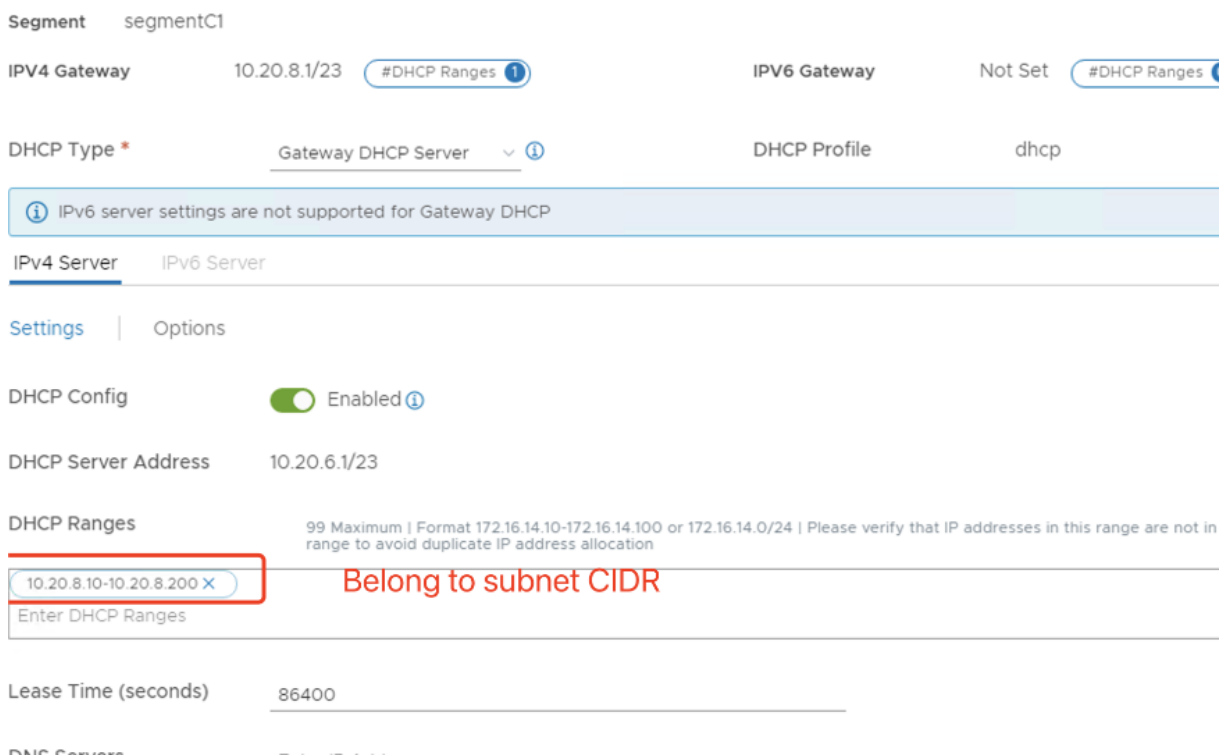 Segment segmentC1
IPV4 Gateway 10.20.8.1/23 #DHCP Ranges 1 IPV6 Gateway Not Set #DHCP Ranges
DHCP Type * Gateway DHCP Server DHCP Profile dhcp
IPv6 server settings are not supported for Gateway DHCP
IPv4 Server IPv6 Server
Settings | Options
DHCP Config Enabled
DHCP Server Address 10.20.6.1/23
DHCP Ranges 99 Maximum | Format 172.16.14.10-172.16.14.100 or 172.16.14.0/24 | Please verify that IP addresses in this range are not in
range to avoid duplicate IP address allocation
10.20.8.10-10.20.8.200 × Belong to subnet CIDR
Enter DHCP Ranges
Lease Time (seconds) 86400
DNS Servers